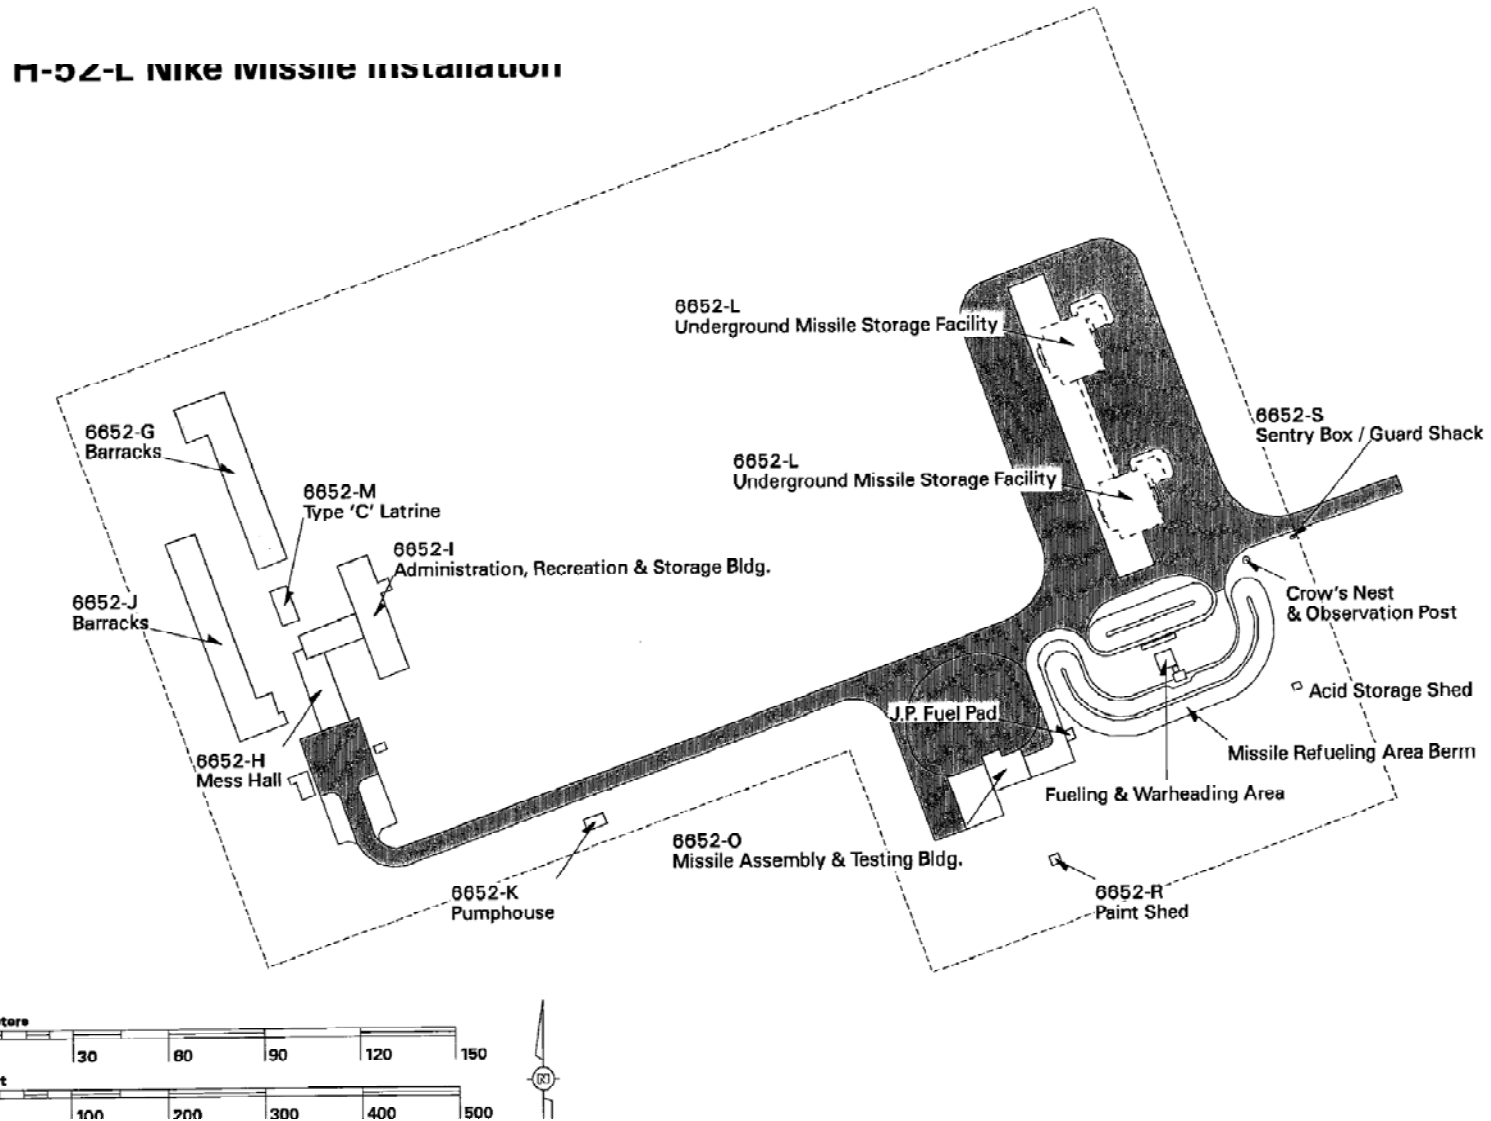 H-52-L Nike Missile Installation
6652-L
Underground Missile Storage Facility
6652-S
Sentry Box / Guard Shack
6652-G
Barracks
6652-L
Underground Missile Storage Facility
6652-M
Type ‘C’ Latrine
6652-I
Administration, Recreation & Storage Bldg.
6652-J
Barracks
Crow's Nest
& Observation Post
Acid Storage Shed
J.P. Fuel Pad
6652-H
Mess Hall
Missile Refueling Area Berm
Fueling & Warheading Area
6652-O
Missile Assembly & Testing Bldg.
6652-K
Pumphouse
6652-R
Paint Shed
30 60 90 120 150
N
100 200 300 400 500